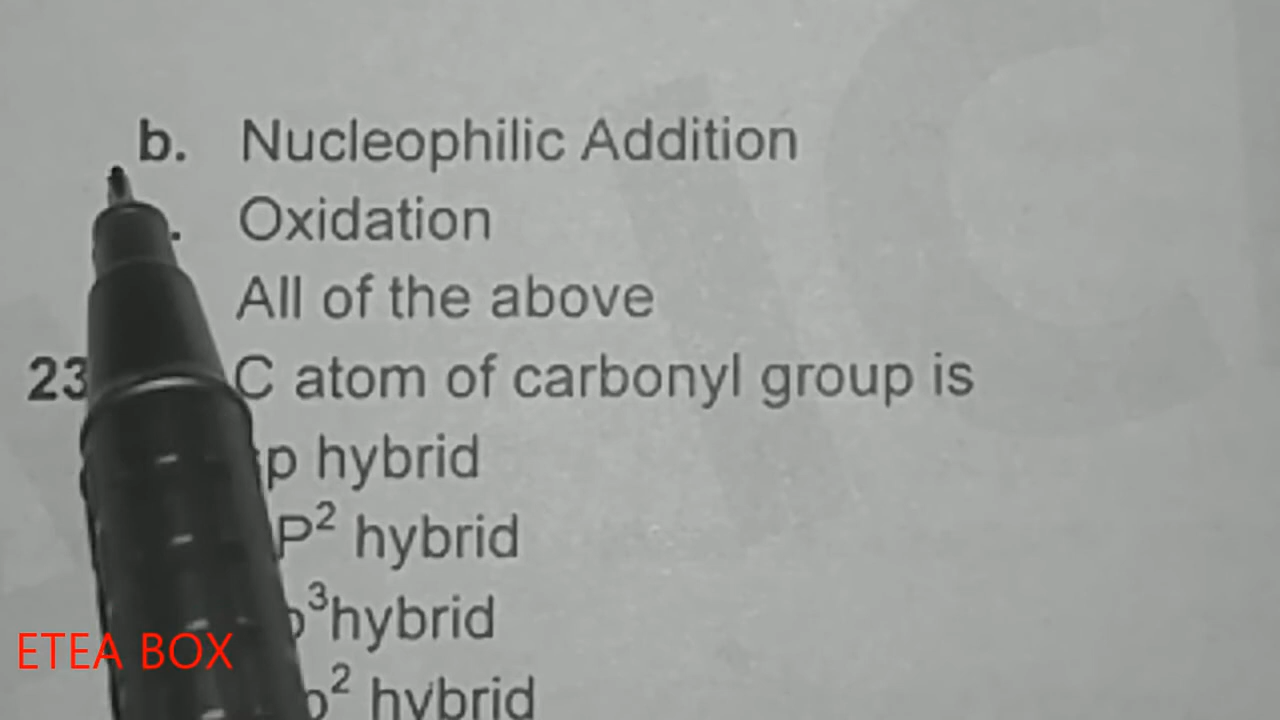 b. Nucleophilic Addition
. Oxidation
All of the above
23 C atom of carbonyl group is
p hybrid
P² hybrid
³hybrid
² hybrid
ETEA BOX